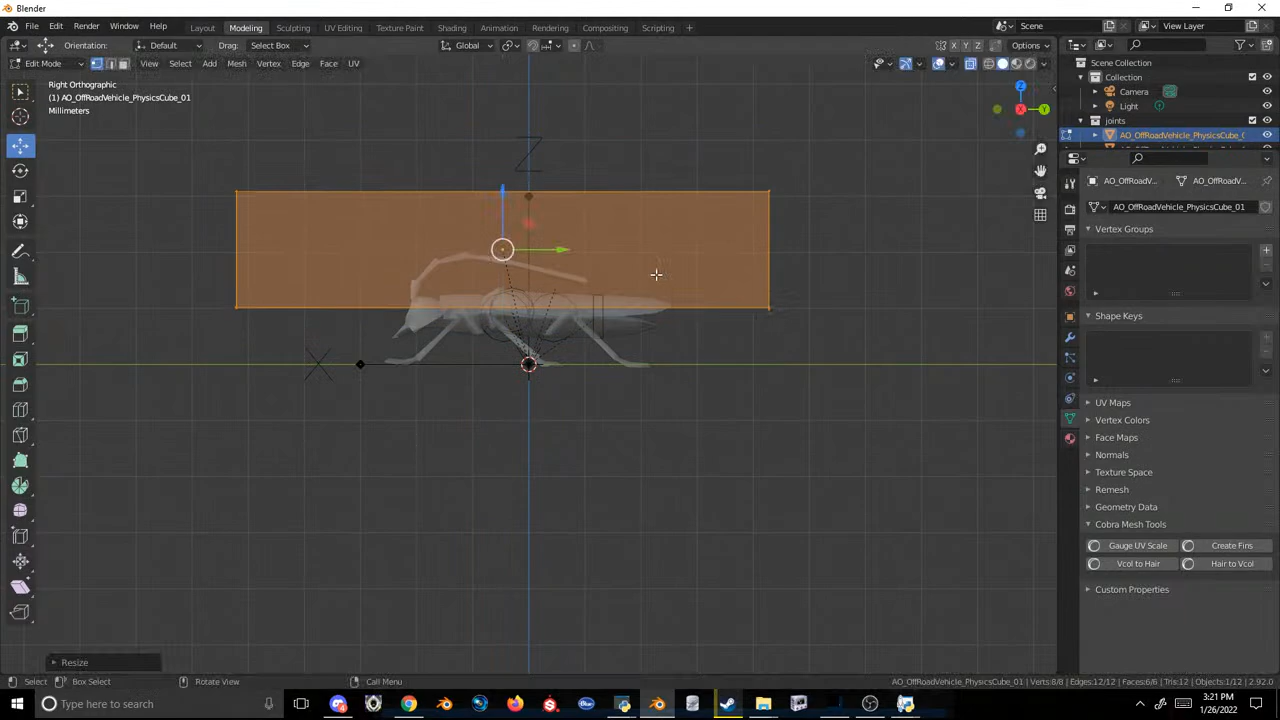 Blender
File Edit Render Window Help
Layout Modeling Sculpting UV Editing Texture Paint Shading Animation Rendering Compositing Scripting +
Scene
View Layer
Orientation: Default Drag: Select Box
Global
X Y Z Options
Edit Mode View Select Add Mesh Vertex Edge Face UV
Right Orthographic
(1) AO_OffRoadVehicle_PhysicsCube_01
Millimeters
Z
X
Z
Y
X
Scene Collection
Collection
Camera
Light
joints
AO_OffRoadVehicle_PhysicsCube_(
AO_OffRoadV... AO_OffRoadV...
AO_OffRoadVehicle_PhysicsCube_01
Vertex Groups
Shape Keys
UV Maps
Vertex Colors
Face Maps
Normals
Texture Space
Remesh
Geometry Data
Cobra Mesh Tools
Gauge UV Scale Create Fins
Vcol to Hair Hair to Vcol
Custom Properties
Resize
Select Box Select Rotate View Call Menu
AO_OffRoadVehicle_PhysicsCube_01 | Verts:8/8 | Edges:12/12 | Faces:6/6 | Tris:12 | Objects:1/12 | 2.92.0
Type here to search
3:21 PM
1/26/2022